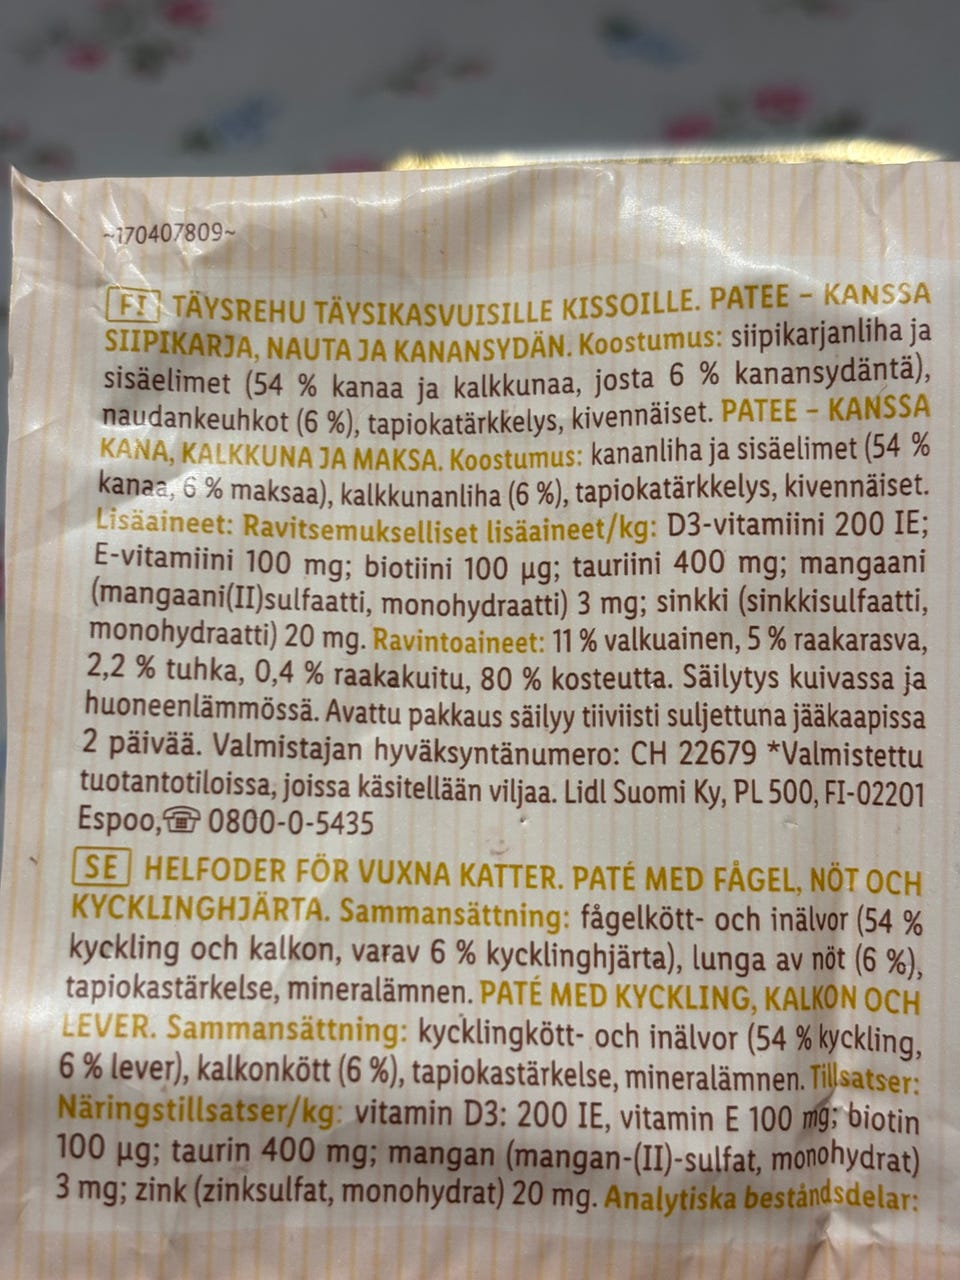 ~170407809~
FI TÄYSREHU TÄYSIKASVUISILLE KISSOILLE. PATEE – KANSSA
SIIPIKARJA, NAUTA JA KANANSYDÄN. Koostumus: siipikarjanliha ja
sisäelimet (54 % kanaa ja kalkkunaa, josta 6 % kanansydäntä),
naudankeuhkot (6 %), tapiokatärkkelys, kivennäiset. PATEE – KANSSA
KANA, KALKKUNA JA MAKSA. Koostumus: kananliha ja sisäelimet (54 %
kanaa, 6 % maksaa), kalkkunanliha (6 %), tapiokatärkkelys, kivennäiset.
Lisäaineet: Ravitsemukselliset lisäaineet/kg: D3-vitamiini 200 IE;
E-vitamiini 100 mg; biotiini 100 µg; tauriini 400 mg; mangaani
(mangaani(II)sulfaatti, monohydraatti) 3 mg; sinkki (sinkkisulfaatti,
monohydraatti) 20 mg. Ravintoaineet: 11 % valkuainen, 5 % raakarasva,
2,2 % tuhka, 0,4 % raakakuitu, 80 % kosteutta. Säilytys kuivassa ja
huoneenlämmössä. Avattu pakkaus säilyy tiiviisti suljettuna jääkaapissa
2 päivää. Valmistajan hyväksyntänumero: CH 22679 *Valmistettu
tuotantotiloissa, joissa käsitellään viljaa. Lidl Suomi Ky, PL 500, FI-02201
Espoo,☏ 0800-0-5435
SE HELFODER FÖR VUXNA KATTER. PATÉ MED FÅGEL, NÖT OCH
KYCKLINGHJÄRTA. Sammansättning: fågelkött- och inälvor (54 %
kyckling och kalkon, varav 6 % kycklinghjärta), lunga av nöt (6 %),
tapiokastärkelse, mineralämnen. PATÉ MED KYCKLING, KALKON OCH
LEVER. Sammansättning: kycklingkött- och inälvor (54 % kyckling,
6 % lever), kalkonkött (6 %), tapiokastärkelse, mineralämnen. Tillsatser:
Näringstillsatser/kg: vitamin D3: 200 IE, vitamin E 100 mg; biotin
100 µg; taurin 400 mg; mangan (mangan-(II)-sulfat, monohydrat)
3 mg; zink (zinksulfat, monohydrat) 20 mg. Analytiska beståndsdelar: